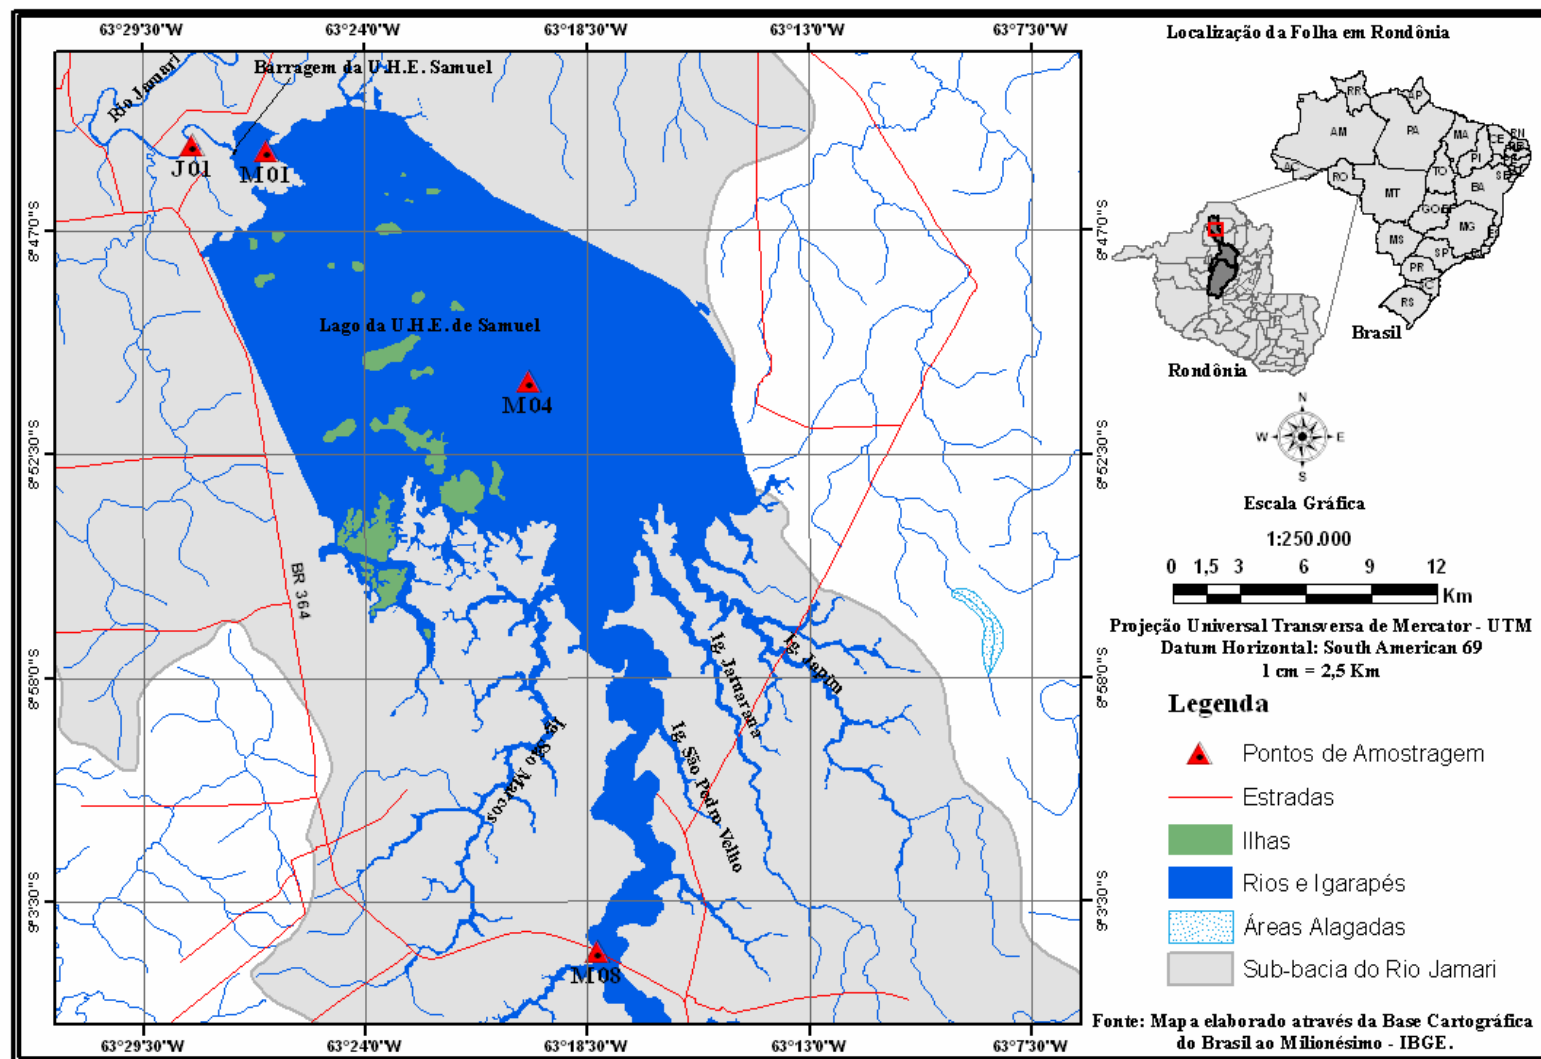 63°29'30"W
63°24'0"W
63°18'30"W
63°13'0"W
63°7'30"W
Localização da Folha em Rondônia
Rio Jamari
Barragem da U.H.E. Samuel
J01
M01
8°47'0"S
8°47'0"S
Lago da U.H.E. de Samuel
M04
8°52'30"S
8°52'30"S
BR 364
Ig. Jatuarana
Ig. Japim
8°58'0"S
8°58'0"S
Ig. São Marcos
Ig. São Pedro Velho
9°3'30"S
9°3'30"S
M08
63°29'30"W
63°24'0"W
63°18'30"W
63°13'0"W
63°7'30"W
RR
AP
AM
PA
MA
CE
RN
PI
AC
RO
TO
SE
MT
BA
GO
MG
MS
SP
PR
RS
Brasil
Rondônia
N
W
E
S
Escala Gráfica
1:250.000
0 1,5 3 6 9 12
Km
Projeção Universal Transversa de Mercator - UTM
Datum Horizontal: South American 69
1 cm = 2,5 Km
Legenda
Pontos de Amostragem
Estradas
Ilhas
Rios e Igarapés
Áreas Alagadas
Sub-bacia do Rio Jamari
Fonte: Mapa elaborado através da Base Cartográfica
do Brasil ao Milionésimo - IBGE.